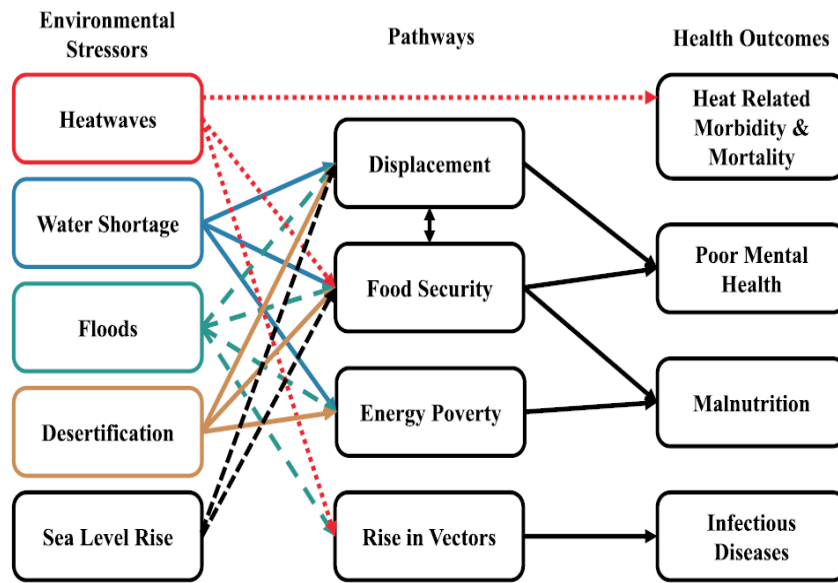 Environmental
Stressors
Pathways
Health Outcomes
Heatwaves
Heat Related
Morbidity &
Mortality
Displacement
Water Shortage
Poor Mental
Health
Food Security
Floods
Energy Poverty
Malnutrition
Desertification
Sea Level Rise
Rise in Vectors
Infectious
Diseases